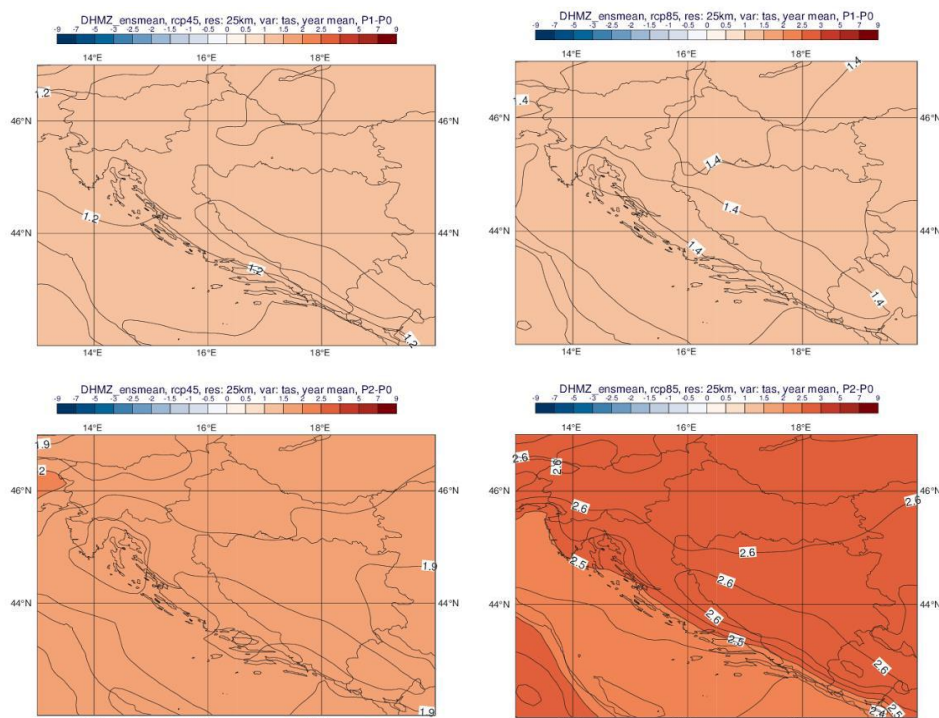 DHMZ_ensmean, rcp45, res: 25km, var: tas, year mean, P1-P0
-9 -7 -5 -3 -2.5 -2 -1.5 -1 -0.5 0 0.5 1 1.5 2 2.5 3 5 7 9
14°E 16°E 18°E
1.2
46°N
1.2
44°N
1.2
1.2
14°E 16°E 18°E
DHMZ_ensmean, rcp85, res: 25km, var: tas, year mean, P1-P0
-9 -7 -5 -3 -2.5 -2 -1.5 -1 -0.5 0 0.5 1 1.5 2 2.5 3 5 7 9
14°E 16°E 18°E
1.4
1.4
46°N
1.4
1.4
44°N
1.4
1.4
14°E 16°E 18°E
DHMZ_ensmean, rcp45, res: 25km, var: tas, year mean, P2-P0
-9 -7 -5 -3 -2.5 -2 -1.5 -1 -0.5 0 0.5 1 1.5 2 2.5 3 5 7 9
14°E 16°E 18°E
1.9
2
46°N
1.9
44°N
1.9
14°E 16°E 18°E
DHMZ_ensmean, rcp85, res: 25km, var: tas, year mean, P2-P0
-9 -7 -5 -3 -2.5 -2 -1.5 -1 -0.5 0 0.5 1 1.5 2 2.5 3 5 7 9
14°E 16°E 18°E
2.6
2.6
46°N
2.6
2.6
2.6
2.5
2.6
44°N
2.6
2.5
2.6
2.5
2.4
14°E 16°E 18°E